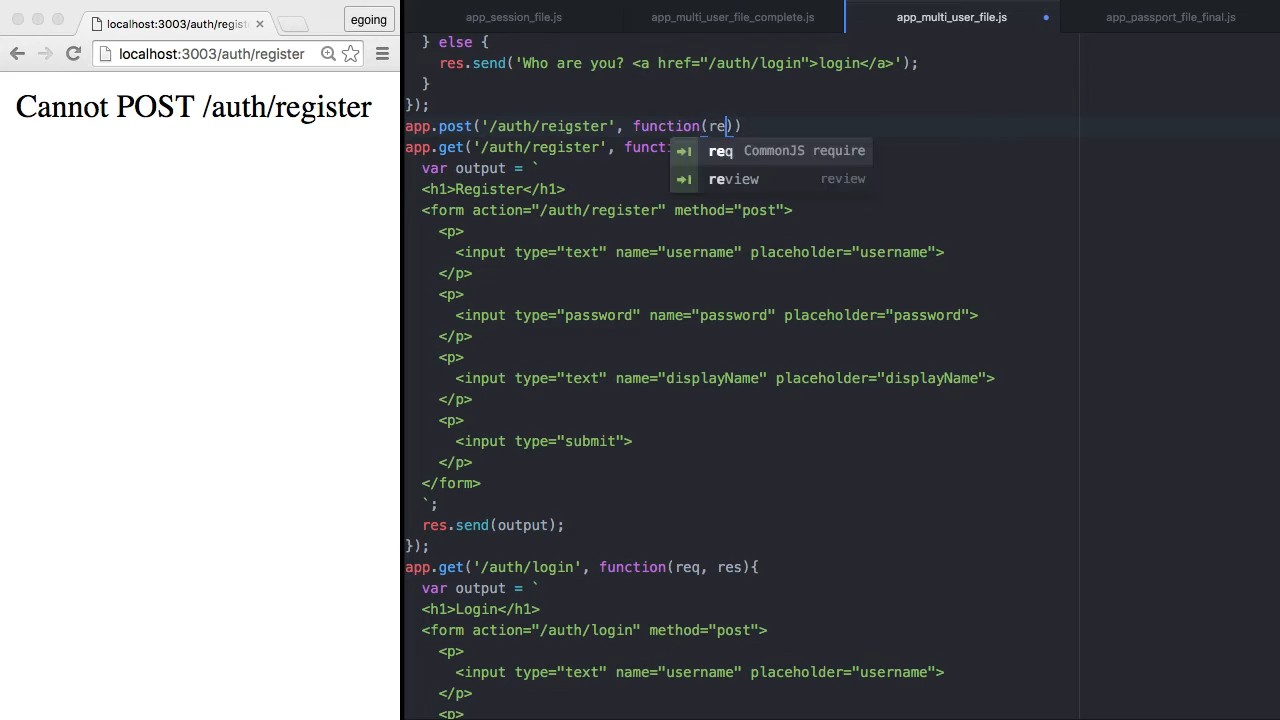 localhost:3003/auth/regist
egoing
localhost:3003/auth/register
Cannot POST /auth/register
app_session_file.js
app_multi_user_file_complete.js
app_multi_user_file.js
app_passport_file_final.js
} else {
res.send('Who are you? <a href="/auth/login">login</a>');
}
});
app.post('/auth/reigster', function(re))
app.get('/auth/register', functi
req CommonJS require
review review
var output = `
<h1>Register</h1>
<form action="/auth/register" method="post">
<p>
<input type="text" name="username" placeholder="username">
</p>
<p>
<input type="password" name="password" placeholder="password">
</p>
<p>
<input type="text" name="displayName" placeholder="displayName">
</p>
<p>
<input type="submit">
</p>
</form>
`;
res.send(output);
});
app.get('/auth/login', function(req, res){
var output = `
<h1>Login</h1>
<form action="/auth/login" method="post">
<p>
<input type="text" name="username" placeholder="username">
</p>
<p>